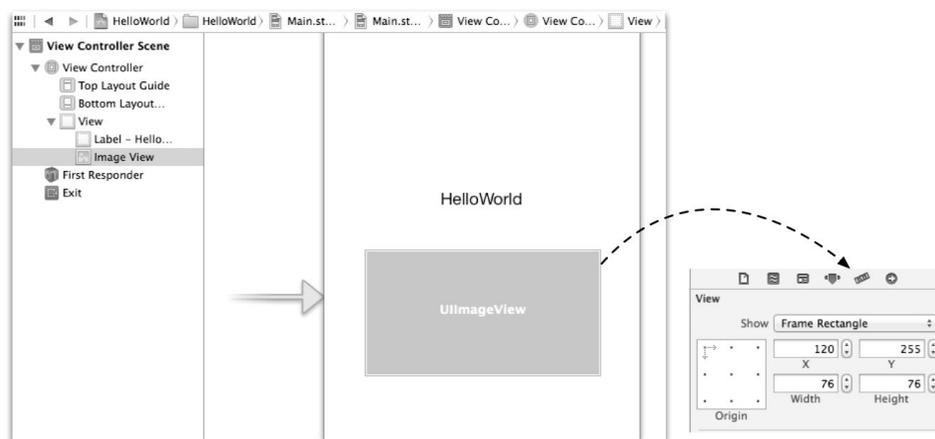 HelloWorld HelloWorld Main.st... Main.st... View Co... View Co... View
View Controller Scene
View Controller
Top Layout Guide
Bottom Layout...
View
Label – Hello...
Image View
First Responder
Exit
HelloWorld
UIImageView
View
Show Frame Rectangle
120 255
X Y
76 76
Width Height
Origin